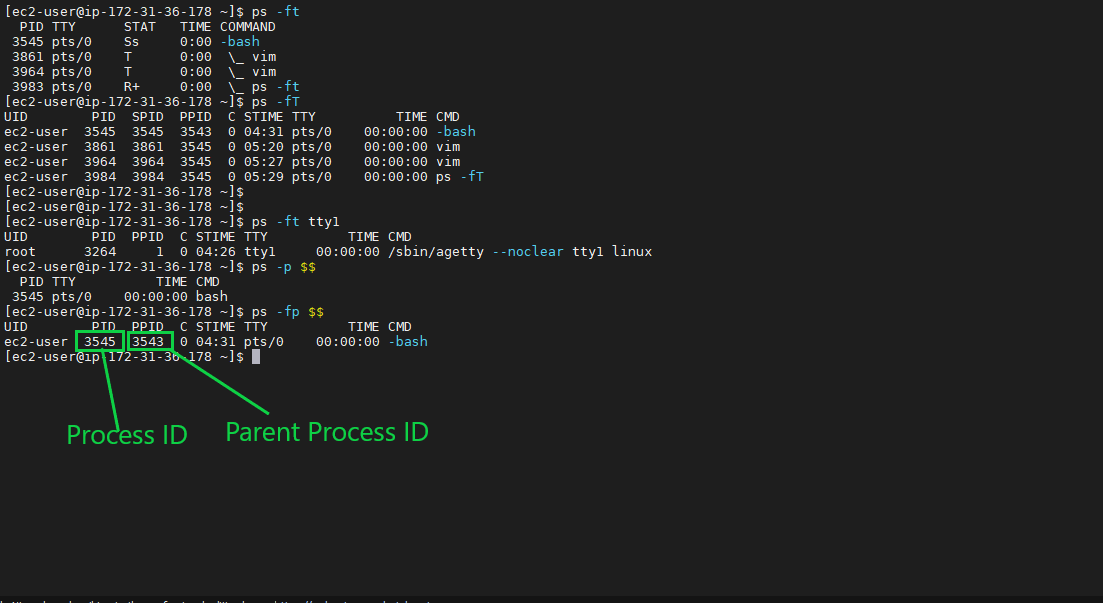 [ec2-user@ip-172-31-36-178 ~]$ ps -ft
  PID TTY      STAT   TIME COMMAND
 3545 pts/0    Ss     0:00 -bash
 3861 pts/0    T      0:00  \_ vim
 3964 pts/0    T      0:00  \_ vim
 3983 pts/0    R+     0:00  \_ ps -ft
[ec2-user@ip-172-31-36-178 ~]$ ps -fT
UID        PID  SPID  PPID  C STIME TTY          TIME CMD
ec2-user  3545  3545  3543  0 04:31 pts/0    00:00:00 -bash
ec2-user  3861  3861  3545  0 05:20 pts/0    00:00:00 vim
ec2-user  3964  3964  3545  0 05:27 pts/0    00:00:00 vim
ec2-user  3984  3984  3545  0 05:29 pts/0    00:00:00 ps -fT
[ec2-user@ip-172-31-36-178 ~]$
[ec2-user@ip-172-31-36-178 ~]$
[ec2-user@ip-172-31-36-178 ~]$ ps -ft tty1
UID        PID  PPID  C STIME TTY          TIME CMD
root      3264     1  0 04:26 tty1     00:00:00 /sbin/agetty --noclear tty1 linux
[ec2-user@ip-172-31-36-178 ~]$ ps -p $$
  PID TTY          TIME CMD
 3545 pts/0    00:00:00 bash
[ec2-user@ip-172-31-36-178 ~]$ ps -fp $$
UID        PID  PPID  C STIME TTY          TIME CMD
ec2-user  3545  3543  0 04:31 pts/0    00:00:00 -bash
[ec2-user@ip-172-31-36-178 ~]$
Process ID
Parent Process ID